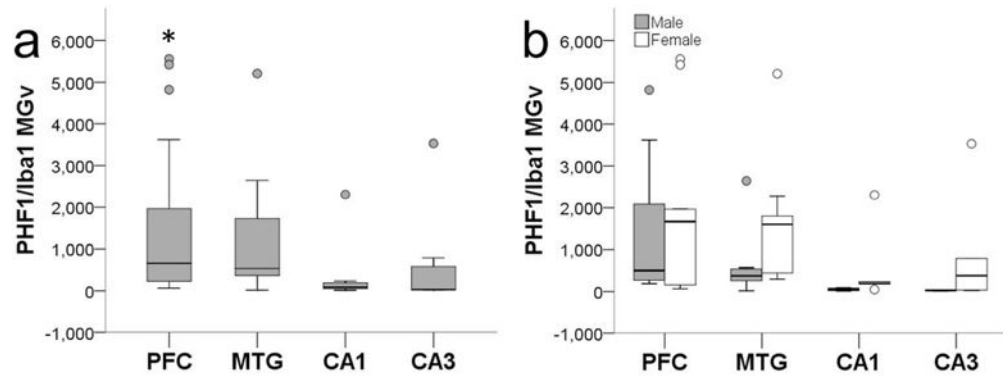 a
PHF1/Iba1 MGv
6,000
5,000
4,000
3,000
2,000
1,000
0
-1,000
*
PFC MTG CA1 CA3
b
PHF1/Iba1 MGv
Male
Female
6,000
5,000
4,000
3,000
2,000
1,000
0
-1,000
PFC MTG CA1 CA3